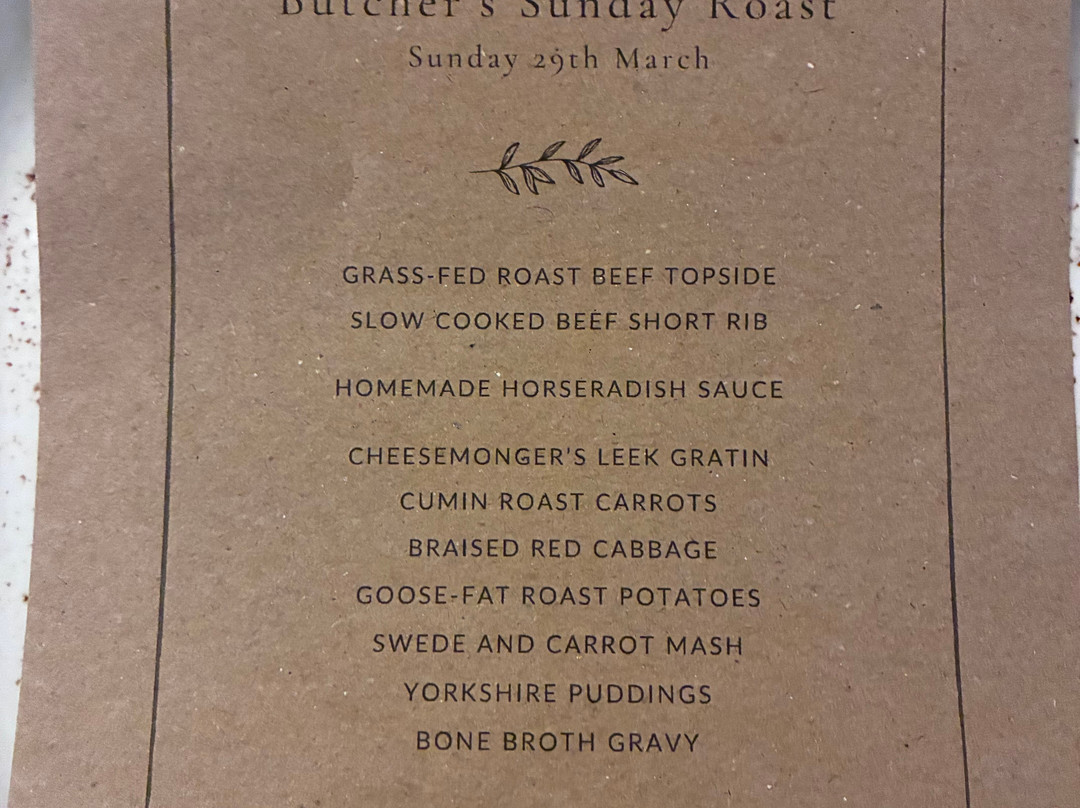 Butcher's Sunday Roast
Sunday 29th March
GRASS-FED ROAST BEEF TOPSIDE
SLOW COOKED BEEF SHORT RIB
HOMEMADE HORSERADISH SAUCE
CHEESEMONGER'S LEEK GRATIN
CUMIN ROAST CARROTS
BRAISED RED CABBAGE
GOOSE-FAT ROAST POTATOES
SWEDE AND CARROT MASH
YORKSHIRE PUDDINGS
BONE BROTH GRAVY